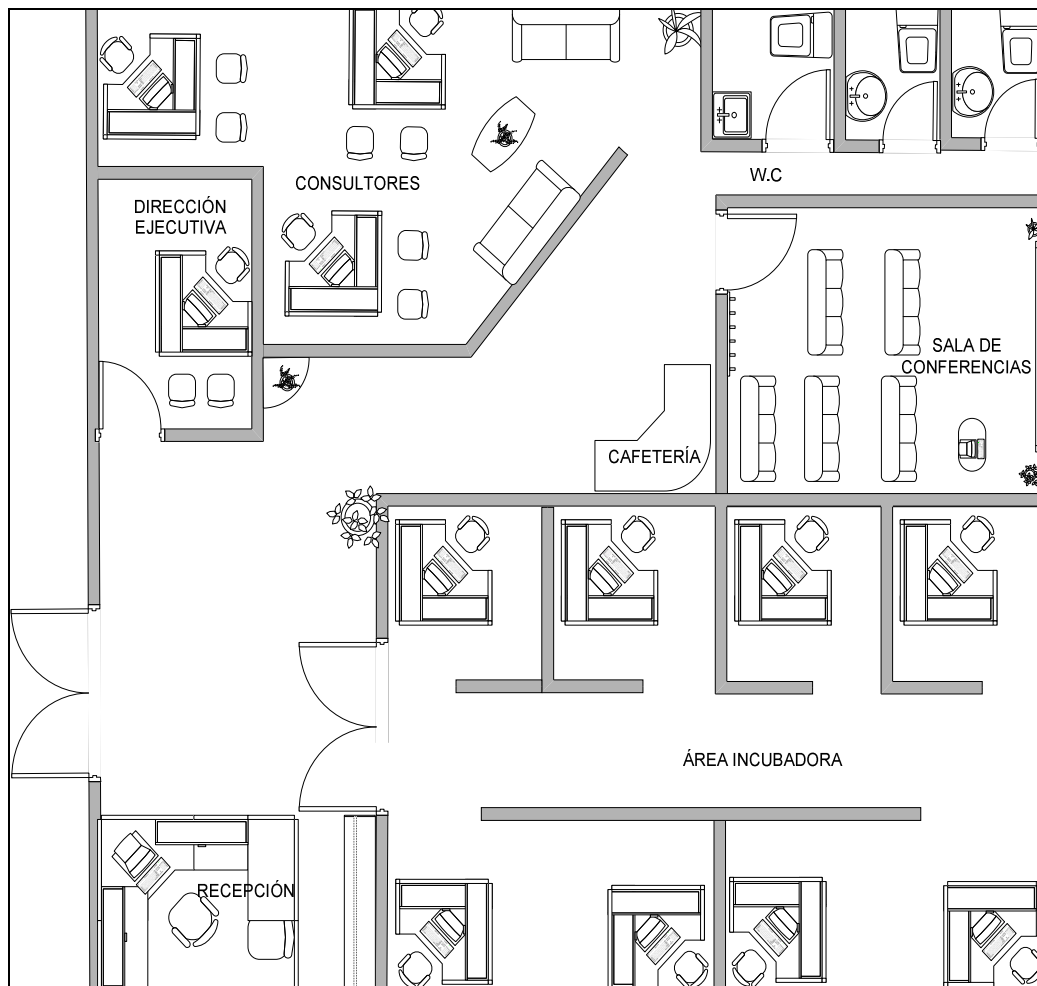 CONSULTORES
W.C
DIRECCIÓN
EJECUTIVA
SALA DE
CONFERENCIAS
CAFETERÍA
ÁREA INCUBADORA
RECEPCIÓN